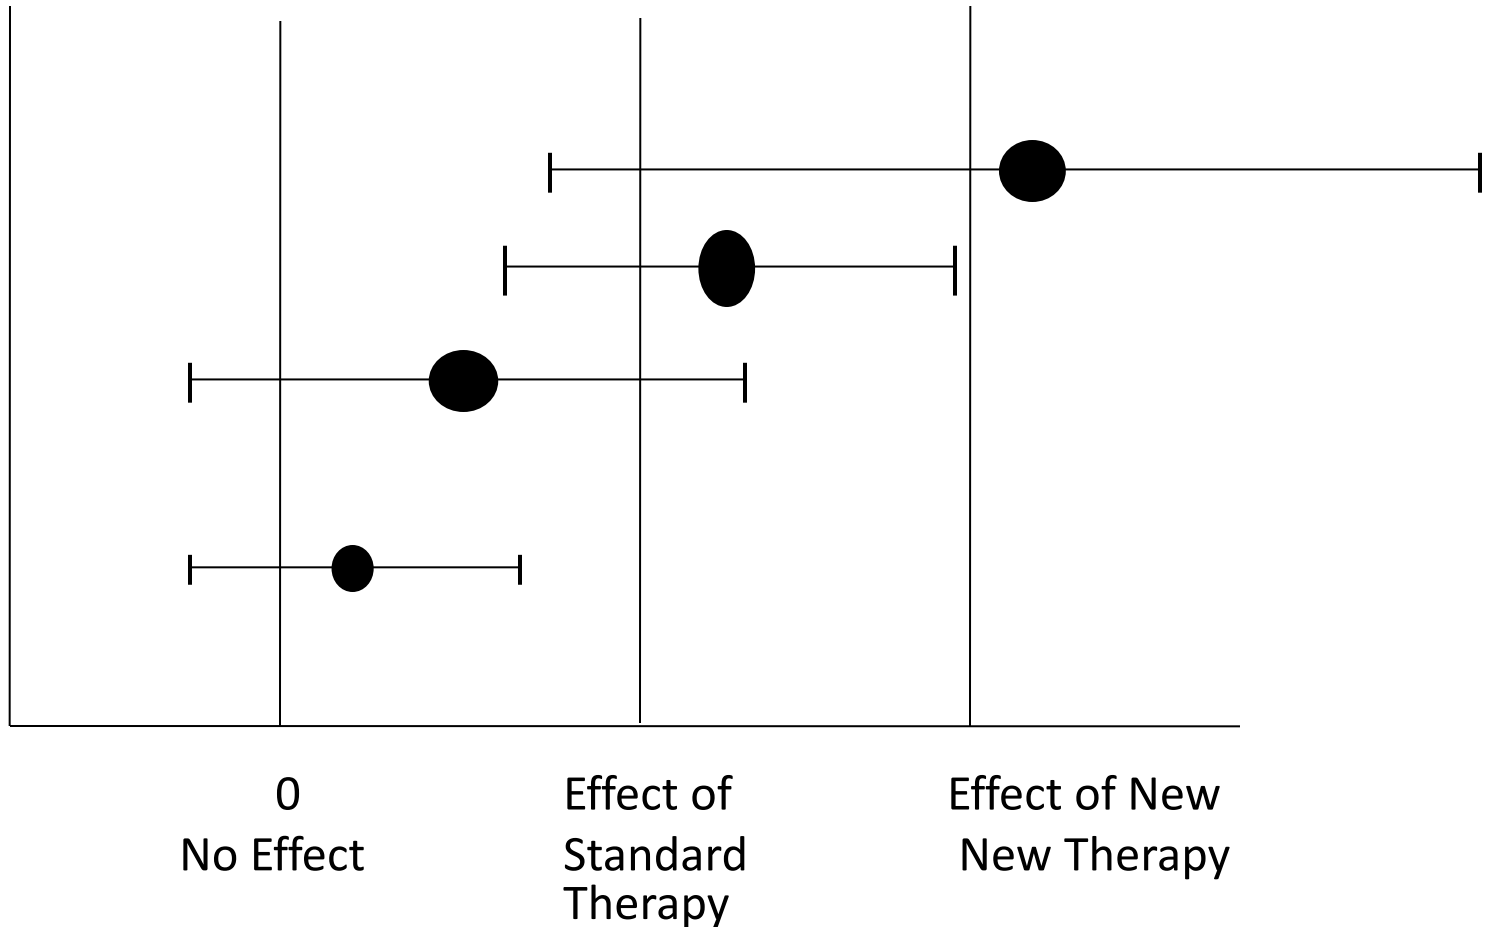 0
No Effect
Effect of
Standard
Therapy
Effect of New
New Therapy